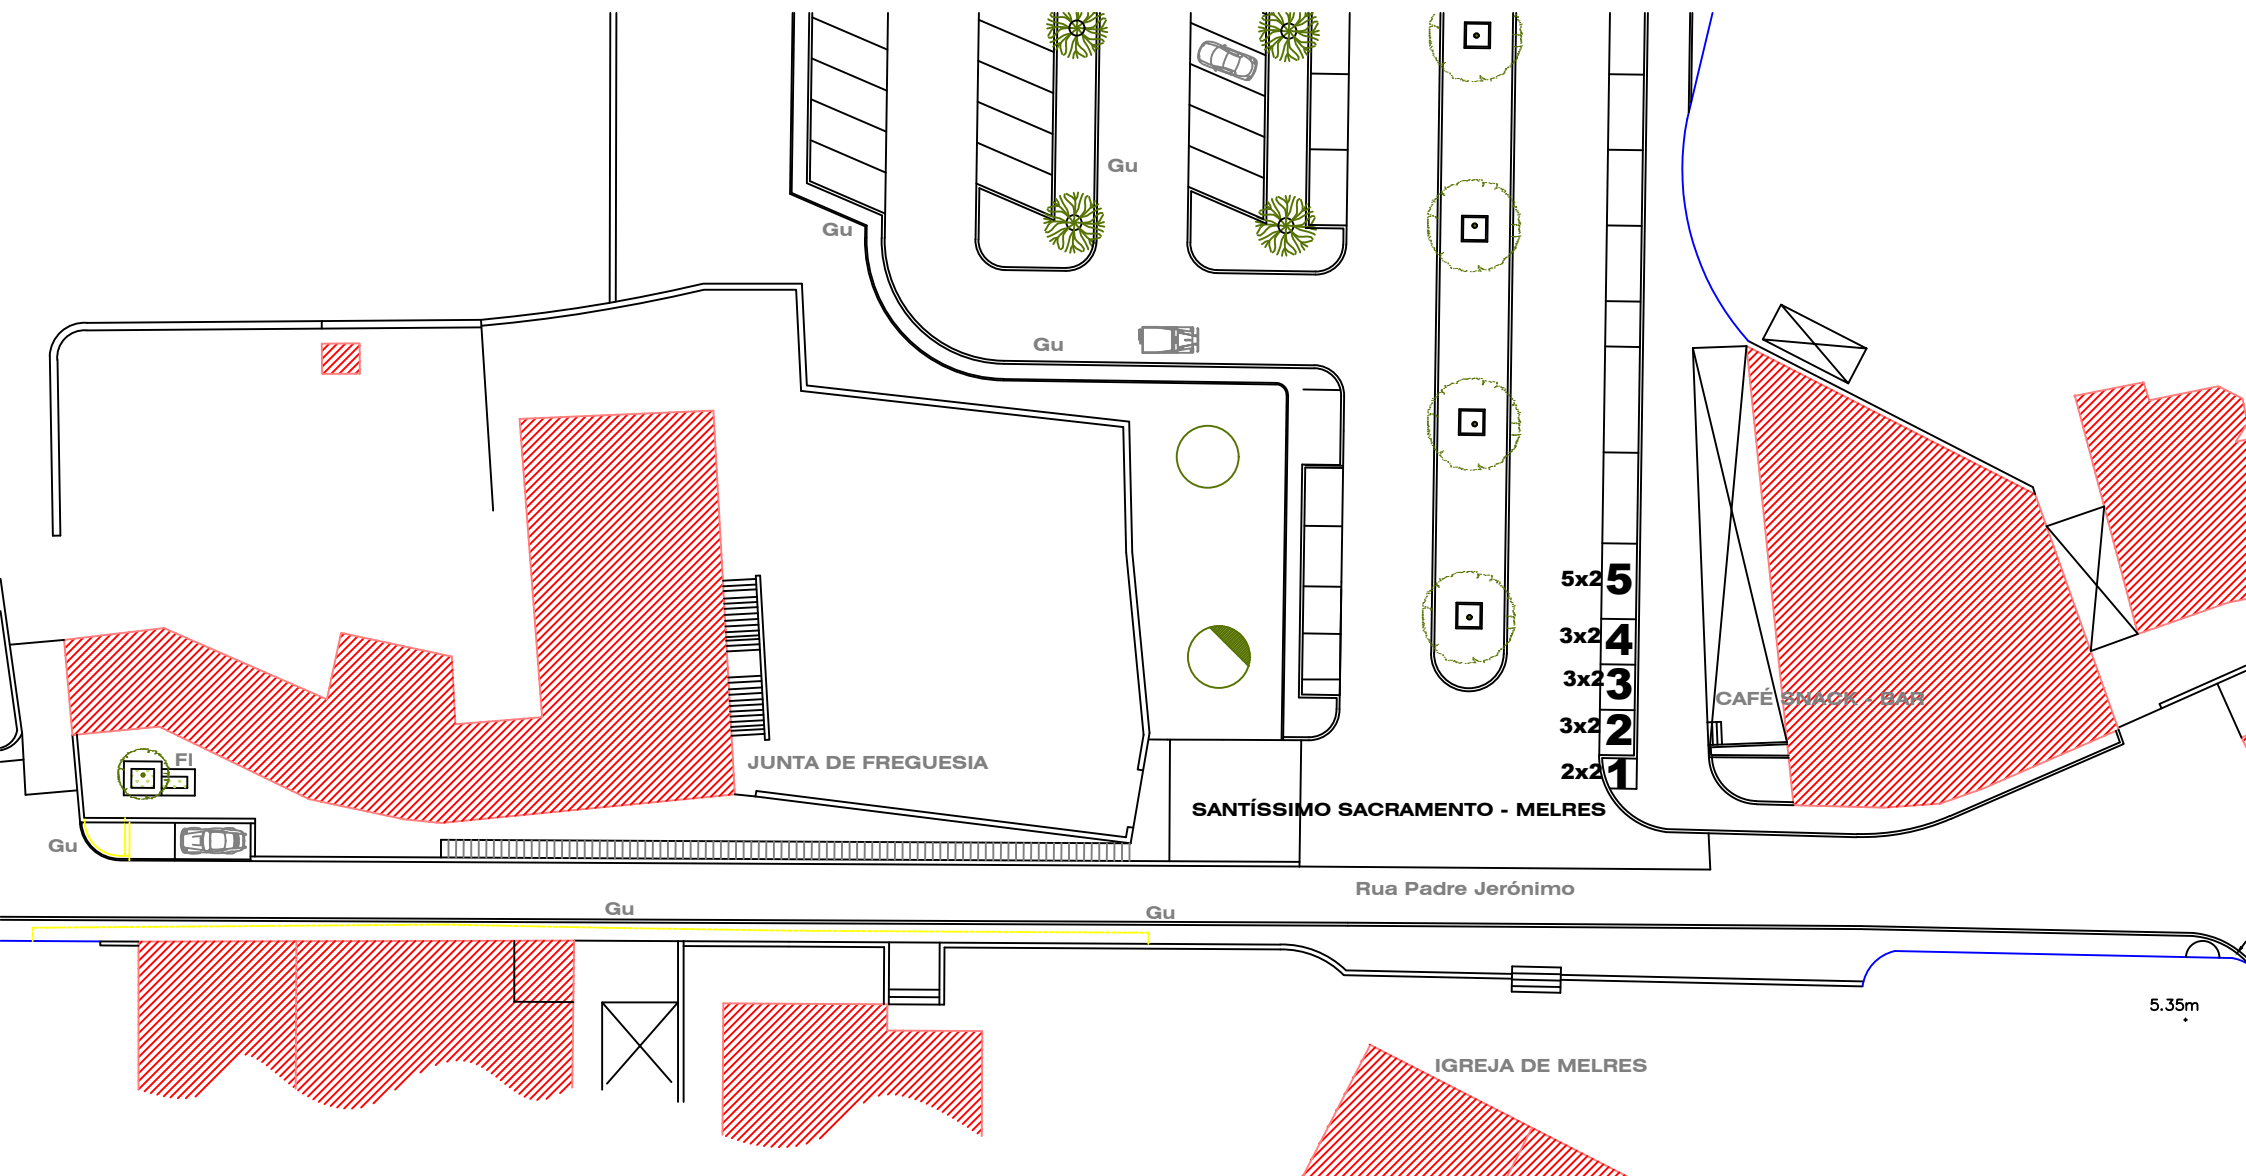 Gu
Gu
Gu
5x2 5
3x2 4
3x2 3
CAFÉ SNACK - BAR
3x2 2
Fl
JUNTA DE FREGUESIA
2x2 1
SANTÍSSIMO SACRAMENTO - MELRES
Gu
Rua Padre Jerónimo
Gu
Gu
5.35m
IGREJA DE MELRES